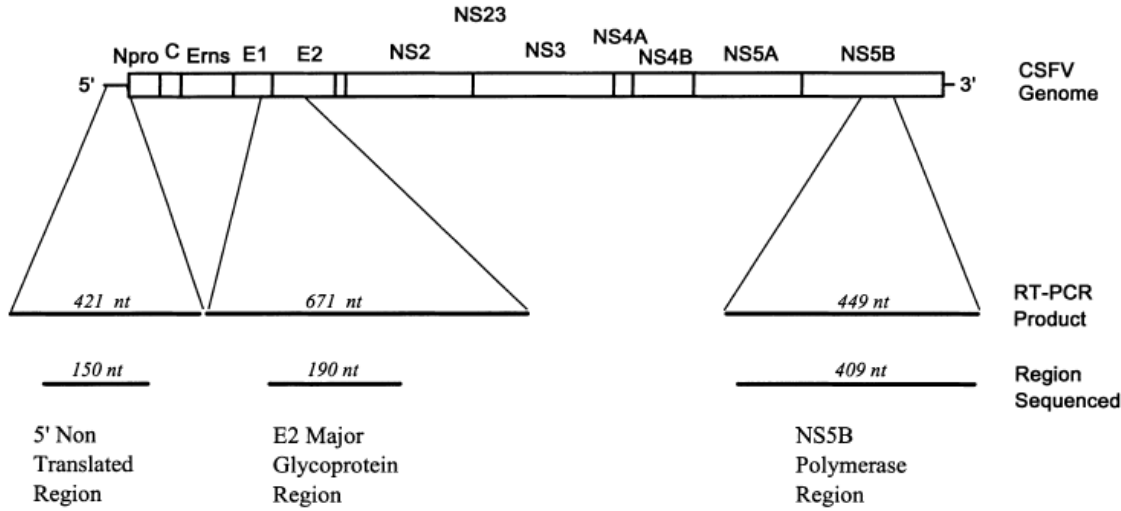 NS23
Npro C Erns E1 E2 NS2 NS3 NS4A NS4B NS5A NS5B
5' 3' CSFV
Genome
421 nt 671 nt 449 nt RT-PCR
Product
150 nt 190 nt 409 nt Region
Sequenced
5' Non
Translated
Region
E2 Major
Glycoprotein
Region
NS5B
Polymerase
Region